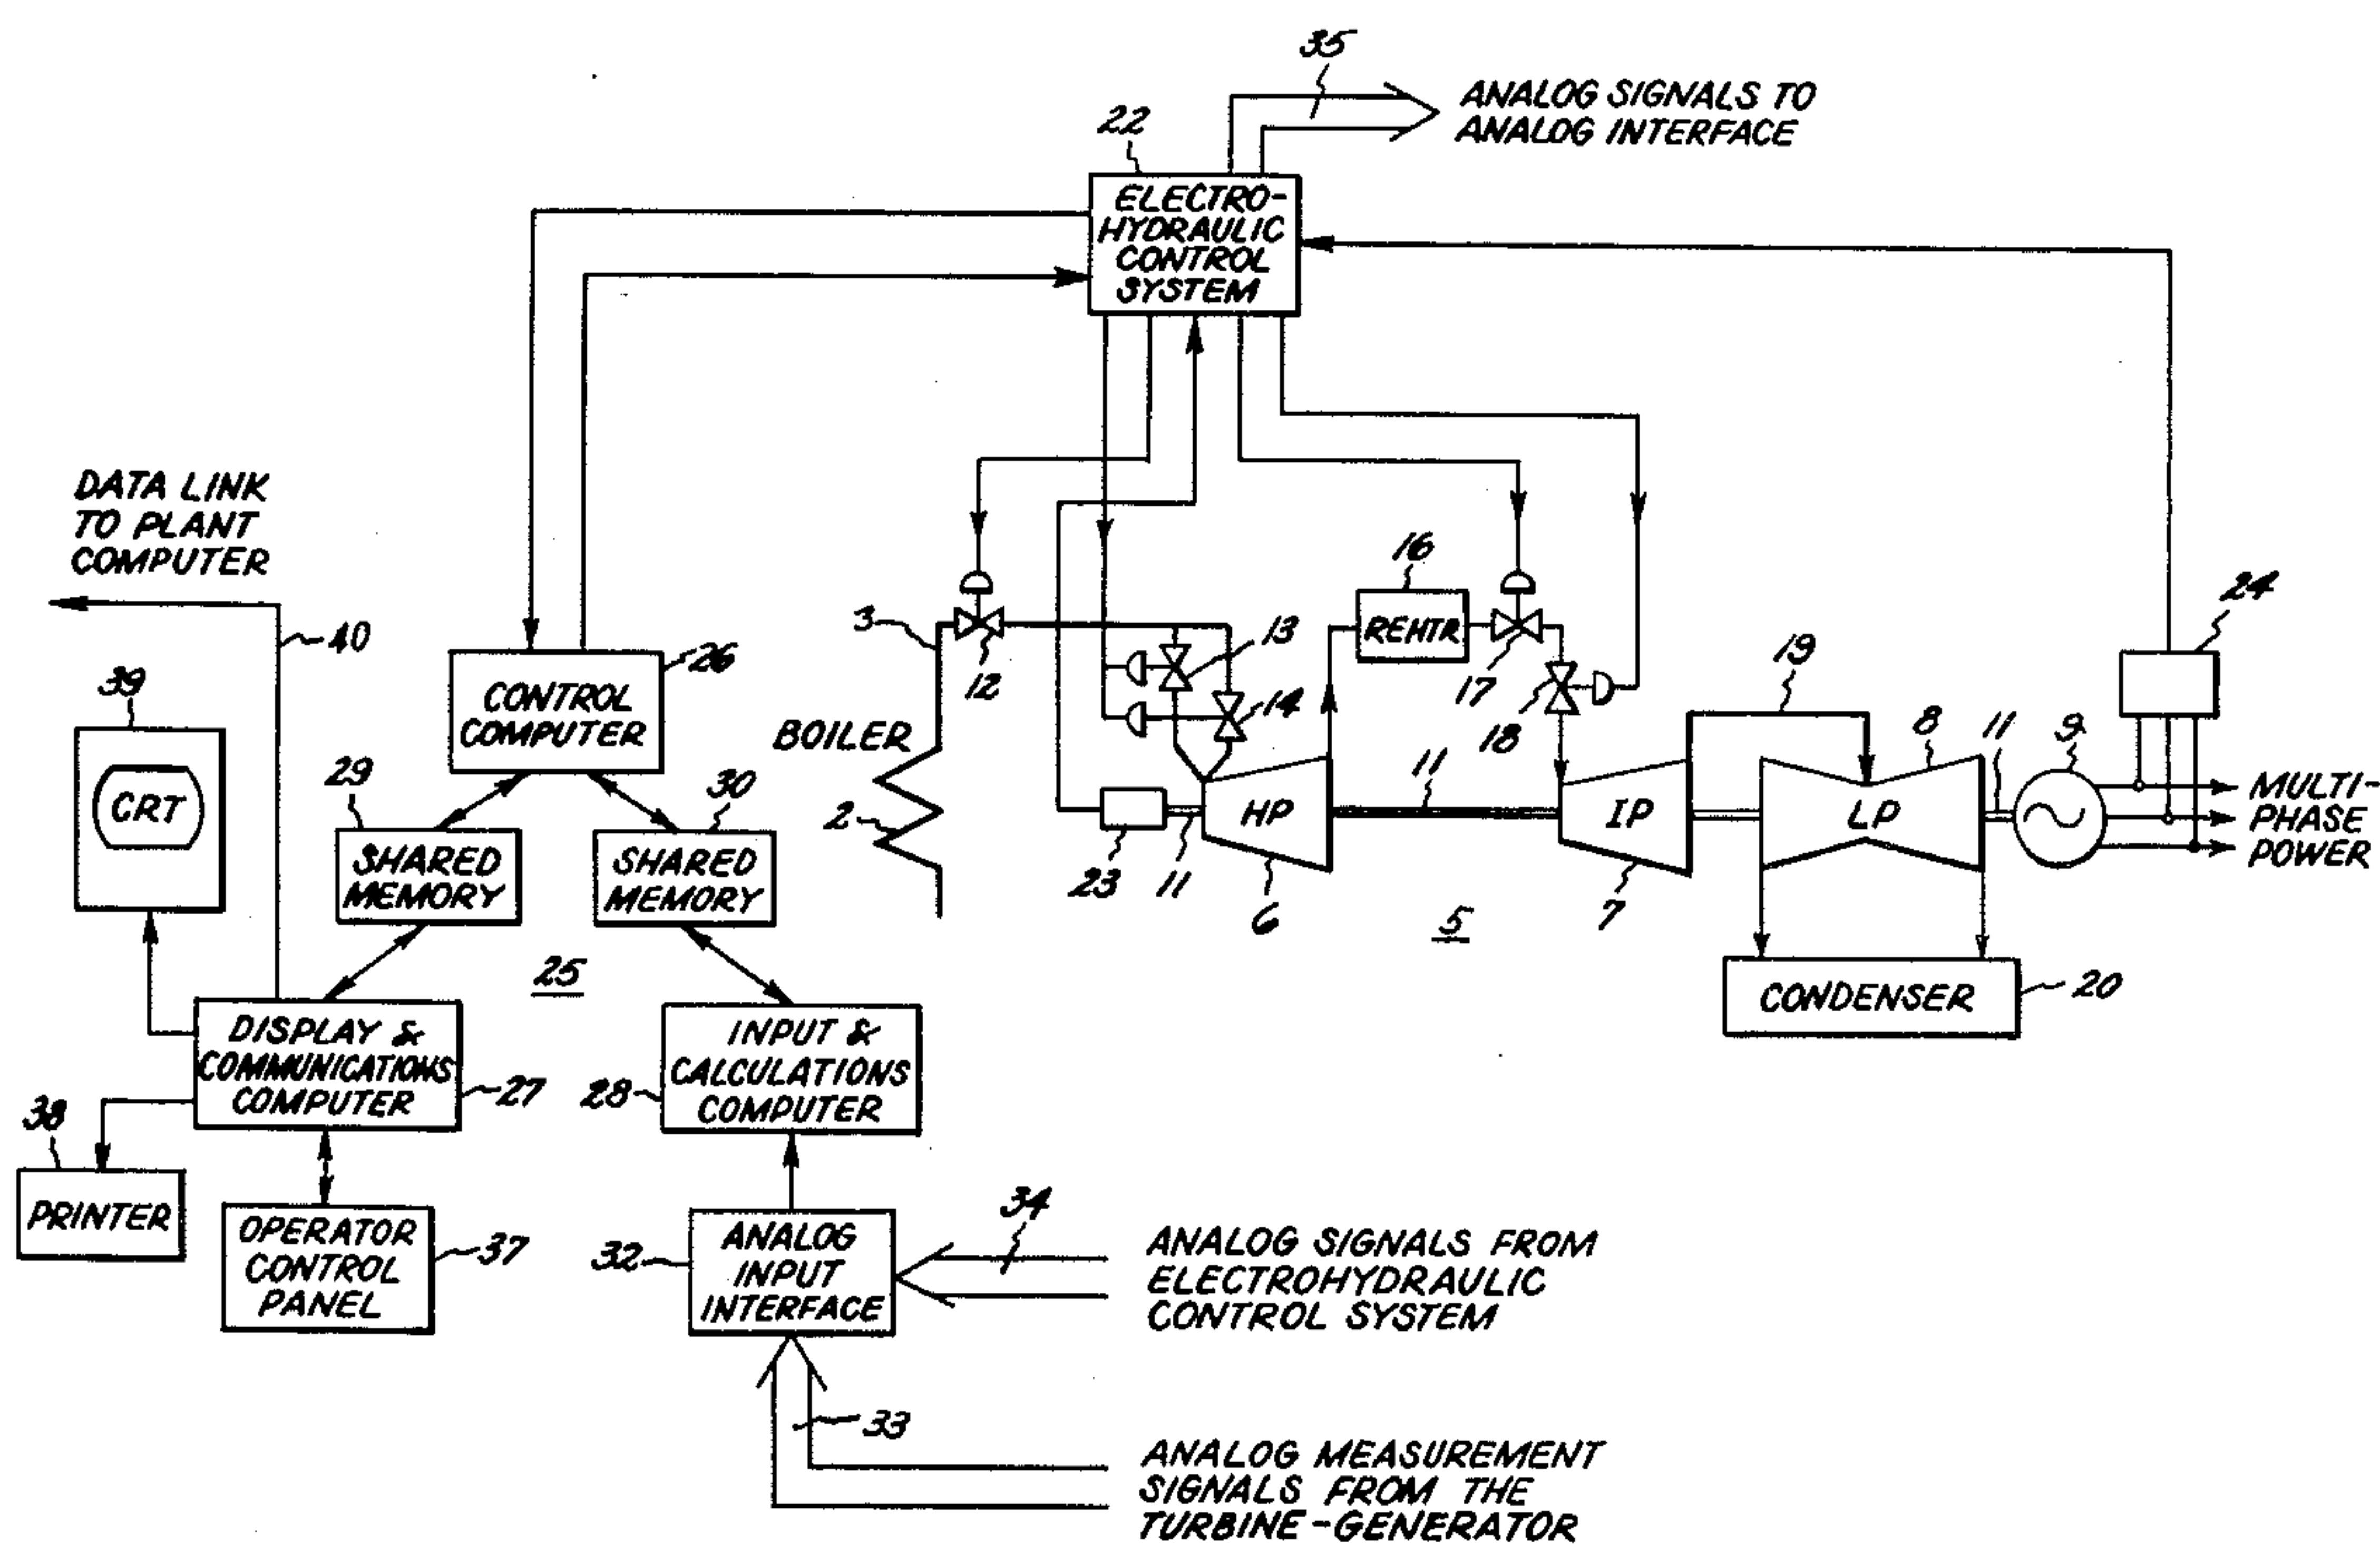 35
ANALOG SIGNALS TO
ANALOG INTERFACE
22
ELECTRO-
HYDRAULIC
CONTROL
SYSTEM
DATA LINK
TO PLANT
COMPUTER
40
39
CRT
26
CONTROL
COMPUTER
29
SHARED
MEMORY
30
SHARED
MEMORY
25
DISPLAY &
COMMUNICATIONS
COMPUTER
27
INPUT &
CALCULATIONS
COMPUTER
28
38
PRINTER
OPERATOR
CONTROL
PANEL
37
ANALOG
INPUT
INTERFACE
32
34
ANALOG SIGNALS FROM
ELECTROHYDRAULIC
CONTROL SYSTEM
33
ANALOG MEASUREMENT
SIGNALS FROM THE
TURBINE-GENERATOR
3
BOILER
2
12
13
14
16
REHTR
17
18
19
24
23
11
HP
6
11
5
IP
7
LP
8
11
9
MULTI-
PHASE
POWER
CONDENSER
20